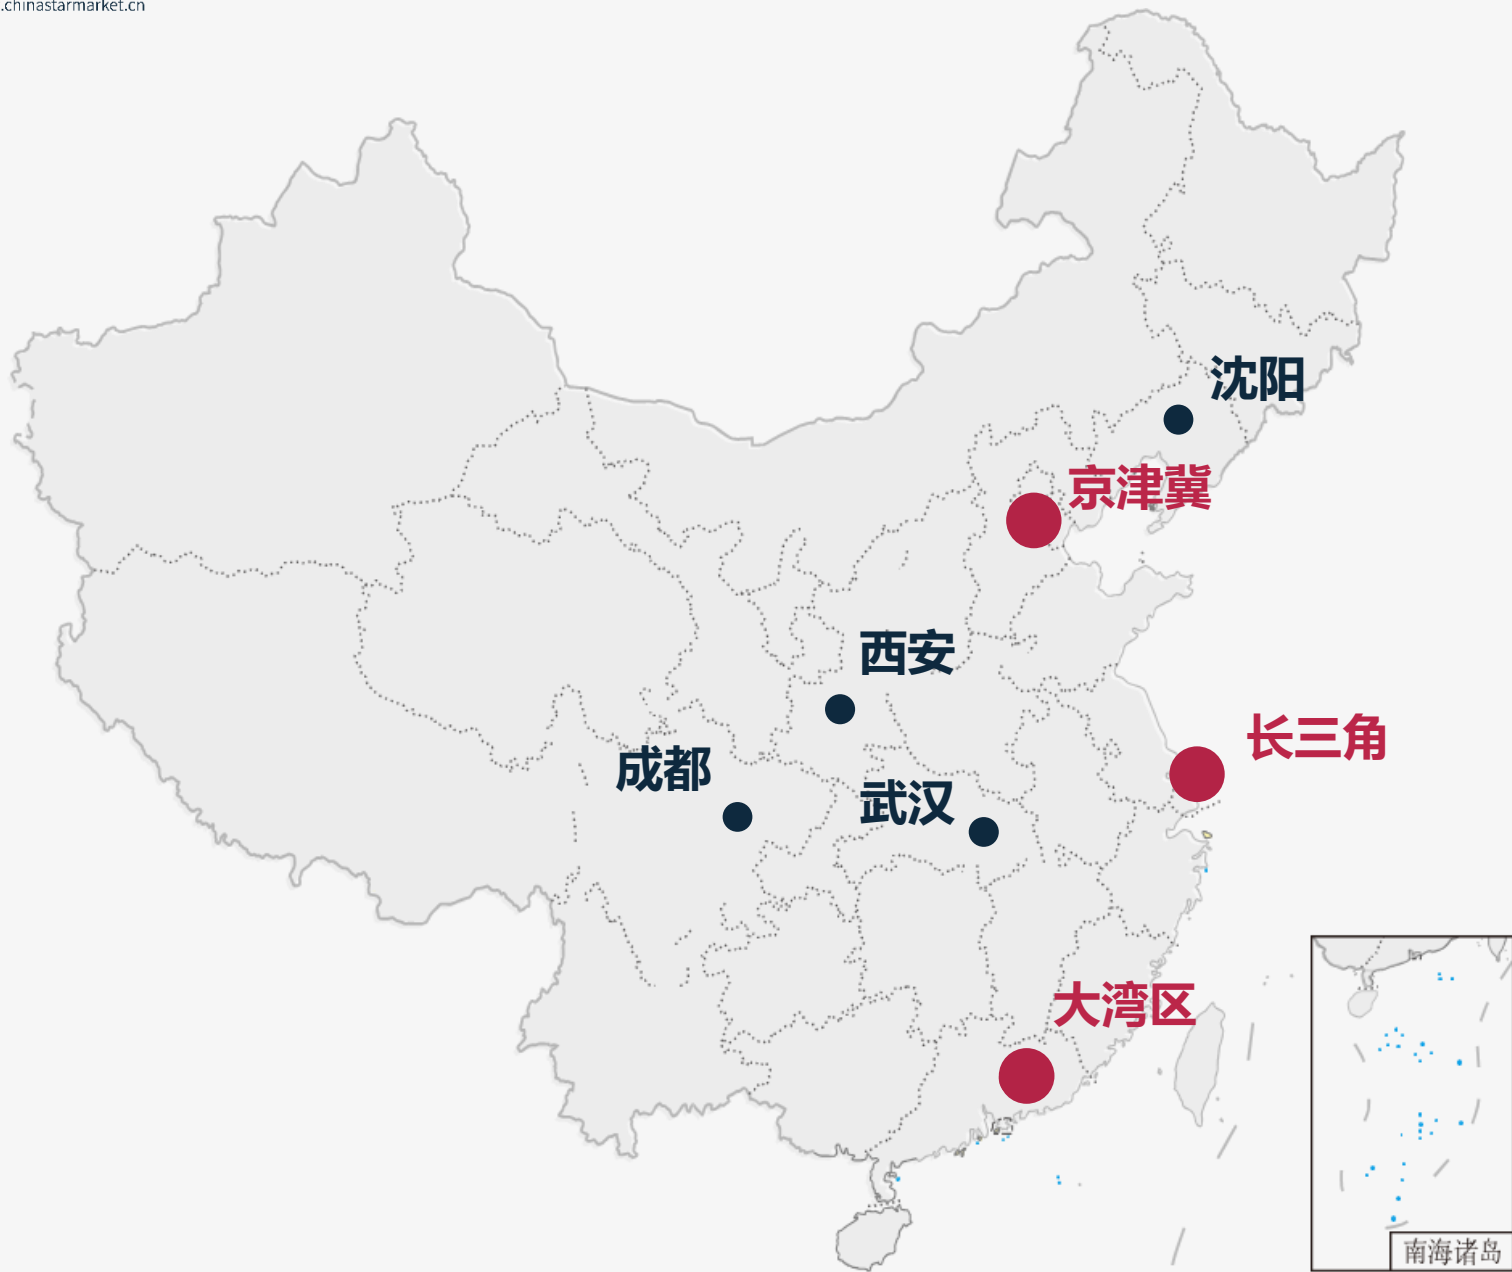 .chinastarmarket.cn
沈阳
京津冀
西安
长三角
成都
武汉
大湾区
南海诸岛